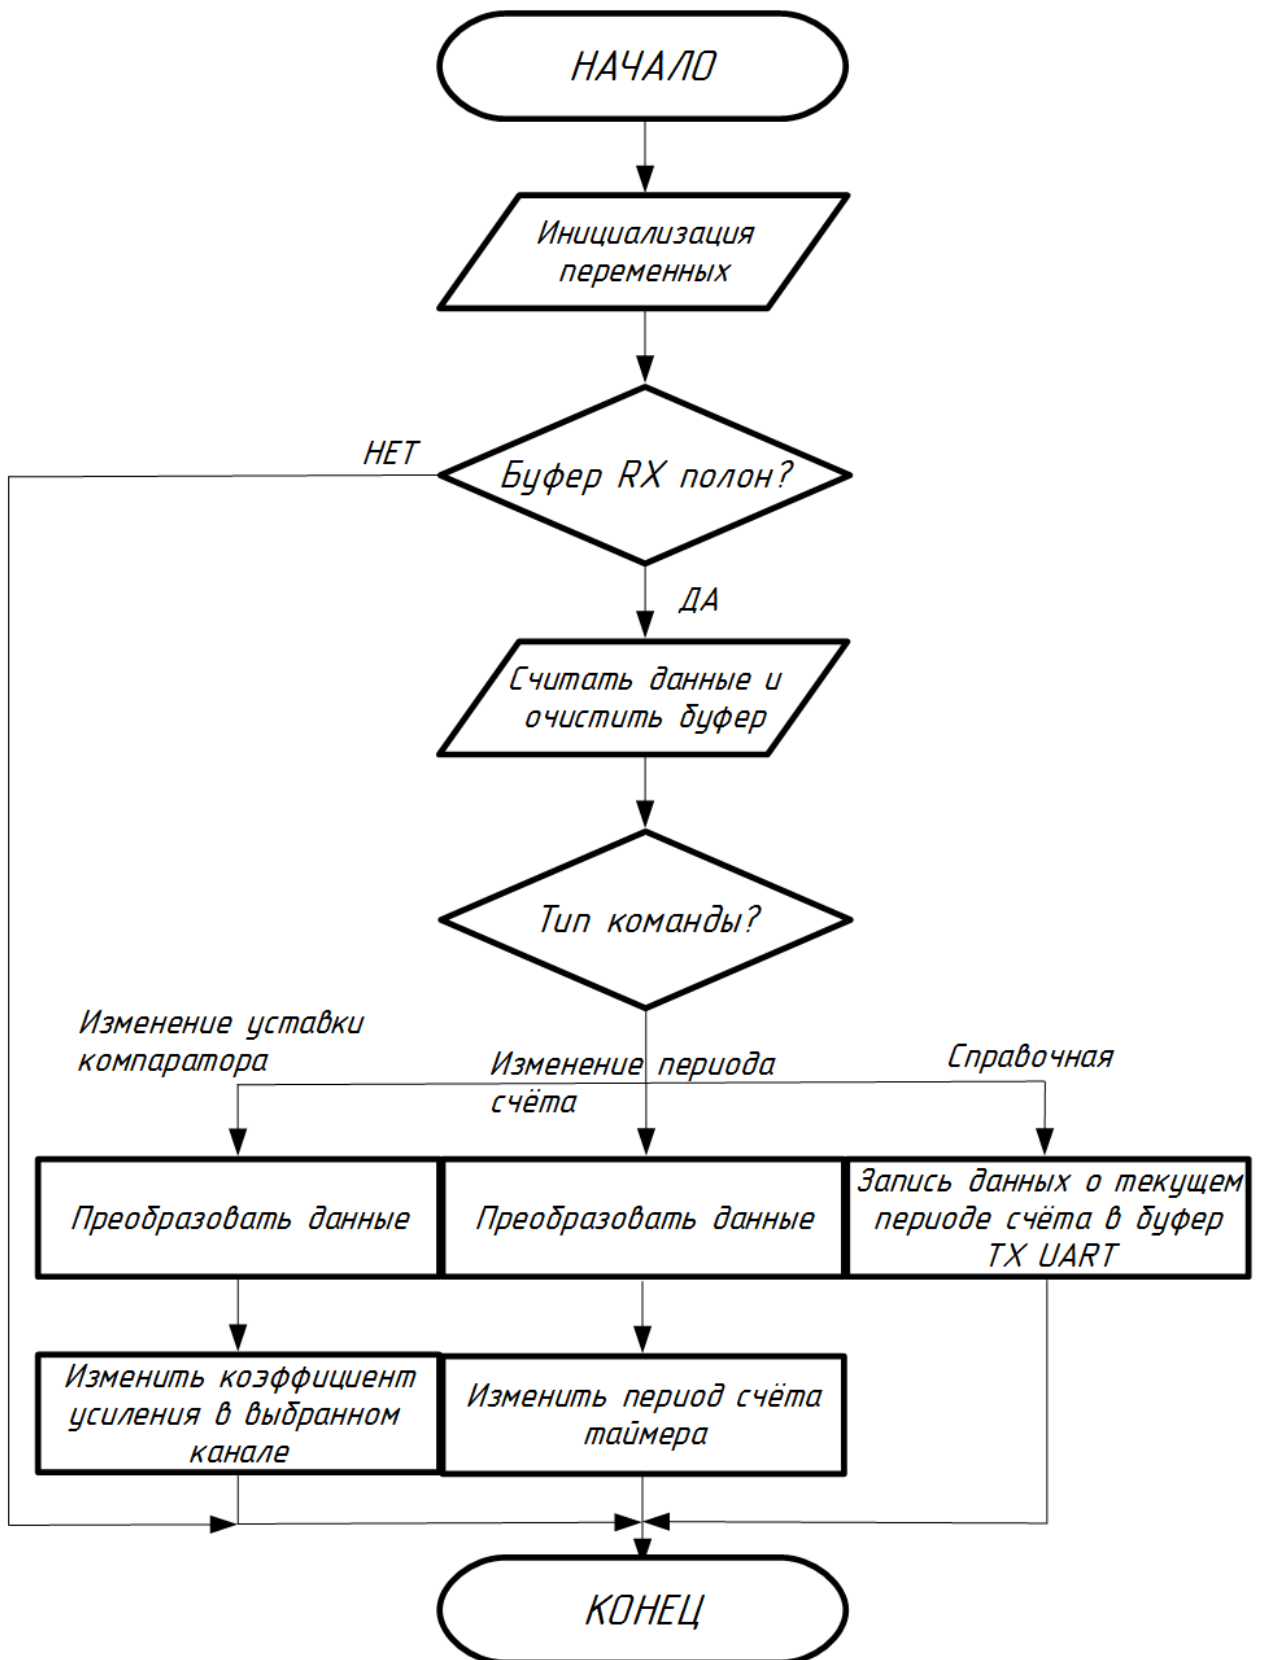 НАЧАЛО
Инициализация
переменных
НЕТ
Буфер RX полон?
ДА
Считать данные и
очистить буфер
Тип команды?
Изменение уставки
компаратора
Изменение периода
счёта
Справочная
Преобразовать данные
Преобразовать данные
Запись данных о текущем
периоде счёта в буфер
TX UART
Изменить коэффициент
усиления в выбранном
канале
Изменить период счёта
таймера
КОНЕЦ